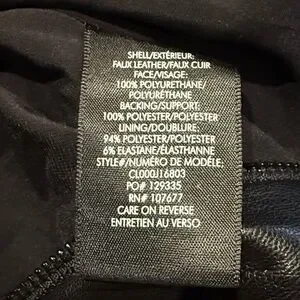 SHELL/EXTÉRIEUR:
FAUX LEATHER/FAUX CUIR
FACE/VISAGE:
100% POLYURETHANE/
POLYURÉTHANE
BACKING/SUPPORT:
100% POLYESTER/POLYESTER
LINING/DOUBLURE:
94% POLYESTER/POLYESTER
6% ELASTANE/ÉLASTHANNE
STYLE#/NUMÉRO DE MODÈLE:
CL000J16803
PO# 129335
RN# 107677
CARE ON REVERSE
ENTRETIEN AU VERSO